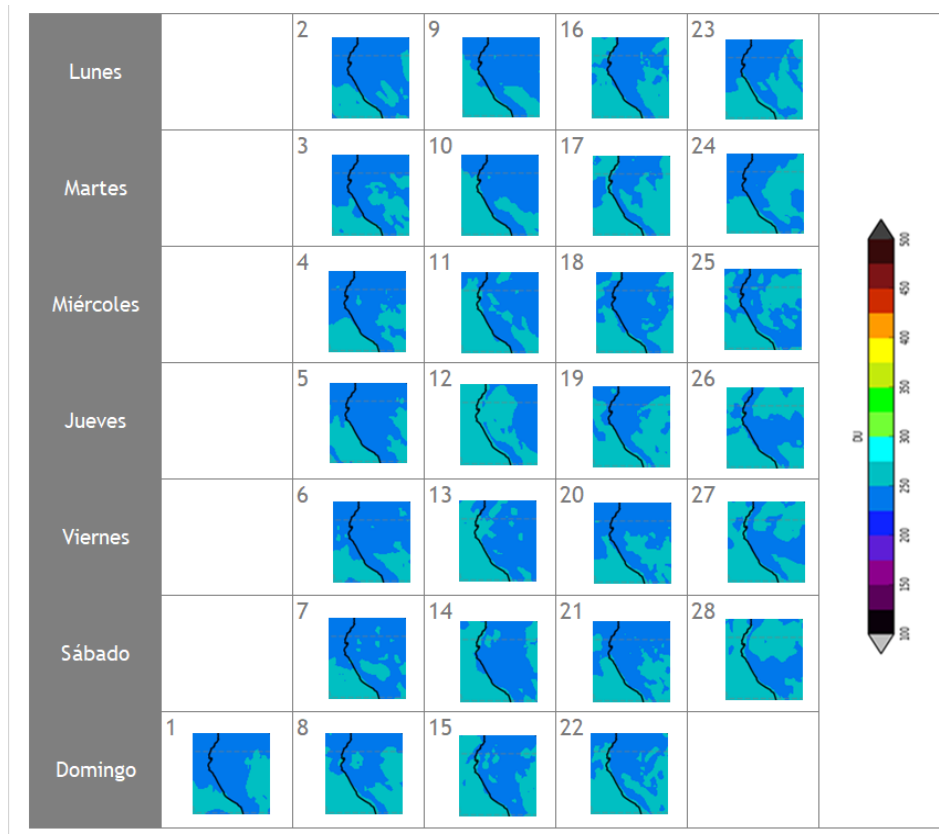 Lunes 2 9 16 23
Martes 3 10 17 24
Miércoles 4 11 18 25
Jueves 5 12 19 26
Viernes 6 13 20 27
Sábado 7 14 21 28
Domingo 1 8 15 22
DU
500
450
400
350
300
250
200
150
100